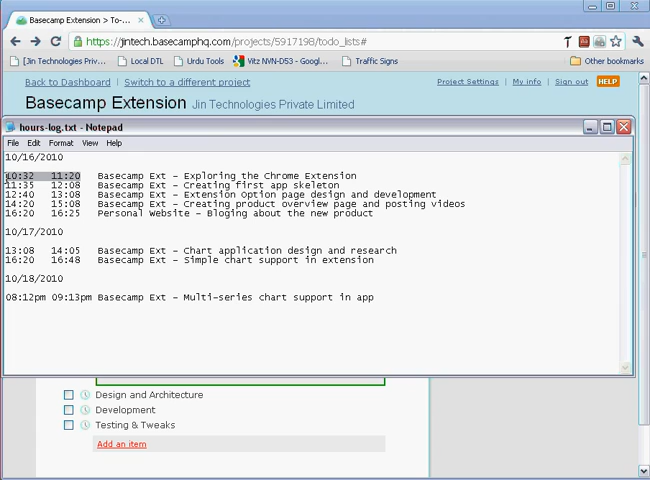 Basecamp Extension > To-...
https://jintech.basecamphq.com/projects/5917198/todo_lists#
[Jin Technologies Priv... Local DTL Urdu Tools Vitz NVN-D53 - Googl... Traffic Signs Other bookmarks
Back to Dashboard | Switch to a different project Project Settings | My info | Sign out HELP
Basecamp Extension Jin Technologies Private Limited
hours-log.txt - Notepad
File Edit Format View Help
10/16/2010
10:32 11:20 Basecamp Ext - Exploring the Chrome Extension
11:35 12:08 Basecamp Ext - Creating first app skeleton
12:40 13:08 Basecamp Ext - Extension Option page design and development
14:20 15:08 Basecamp Ext - Creating product overview page and posting videos
16:20 16:25 Personal Website - Bloging about the new product
10/17/2010
13:08 14:05 Basecamp Ext - Chart application design and research
16:20 16:48 Basecamp Ext - Simple chart support in extension
10/18/2010
08:12pm 09:13pm Basecamp Ext - Multi-series chart support in app
Design and Architecture
Development
Testing & Tweaks
Add an item